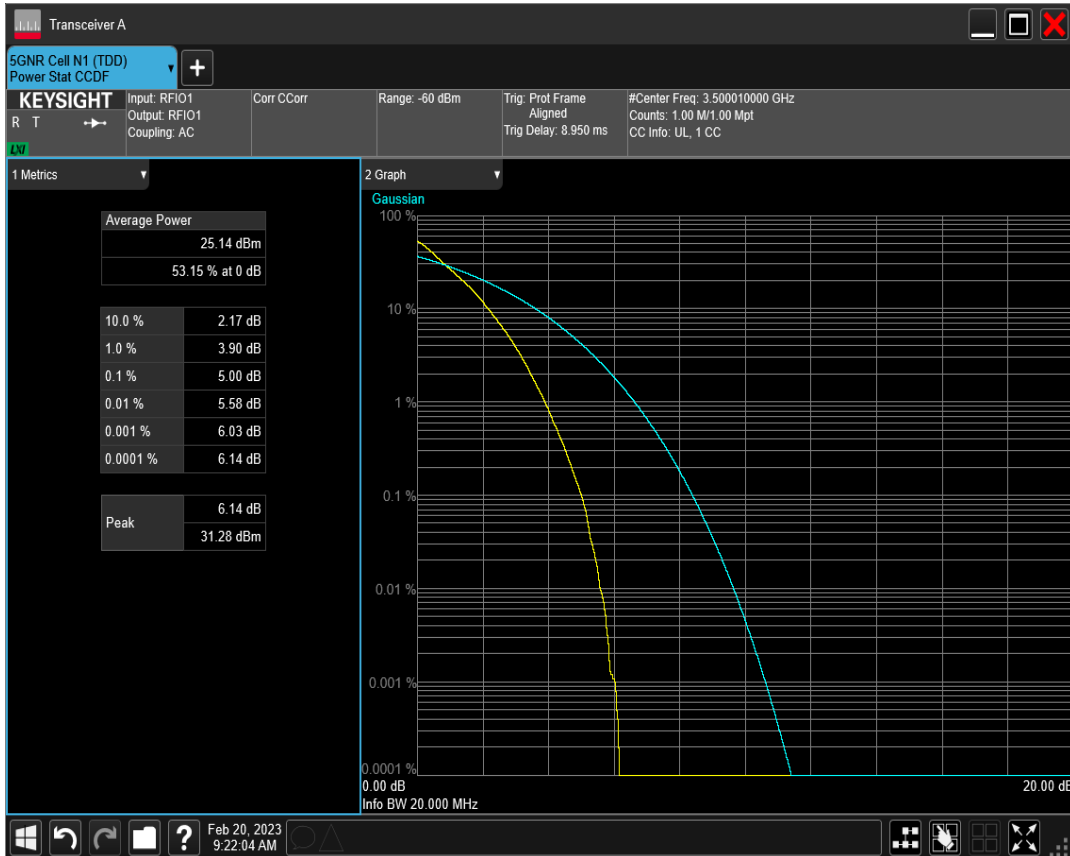 Transceiver A
5GNR Cell N1 (TDD)
Power Stat CCDF
+
KEYSIGHT
R T
LXI
Input: RFIO1
Output: RFIO1
Coupling: AC
Corr CCorr
Range: -60 dBm
Trig: Prot Frame
Aligned
Trig Delay: 8.950 ms
#Center Freq: 3.500010000 GHz
Counts: 1.00 M/1.00 Mpt
CC Info: UL, 1 CC
1 Metrics
Average Power
25.14 dBm
53.15 % at 0 dB
10.0 % 2.17 dB
1.0 % 3.90 dB
0.1 % 5.00 dB
0.01 % 5.58 dB
0.001 % 6.03 dB
0.0001 % 6.14 dB
Peak
6.14 dB
31.28 dBm
2 Graph
Gaussian
100 %
10 %
1 %
0.1 %
0.01 %
0.001 %
0.0001 %
0.00 dB 20.00 dB
Info BW 20.000 MHz
?
Feb 20, 2023
9:22:04 AM